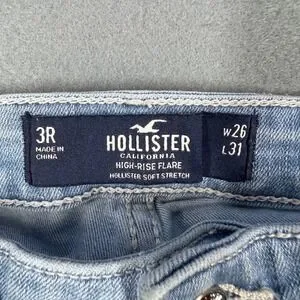 3R
MADE IN
CHINA
HOLLISTER
CALIFORNIA
HIGH-RISE FLARE
HOLLISTER SOFT STRETCH
W26
L31